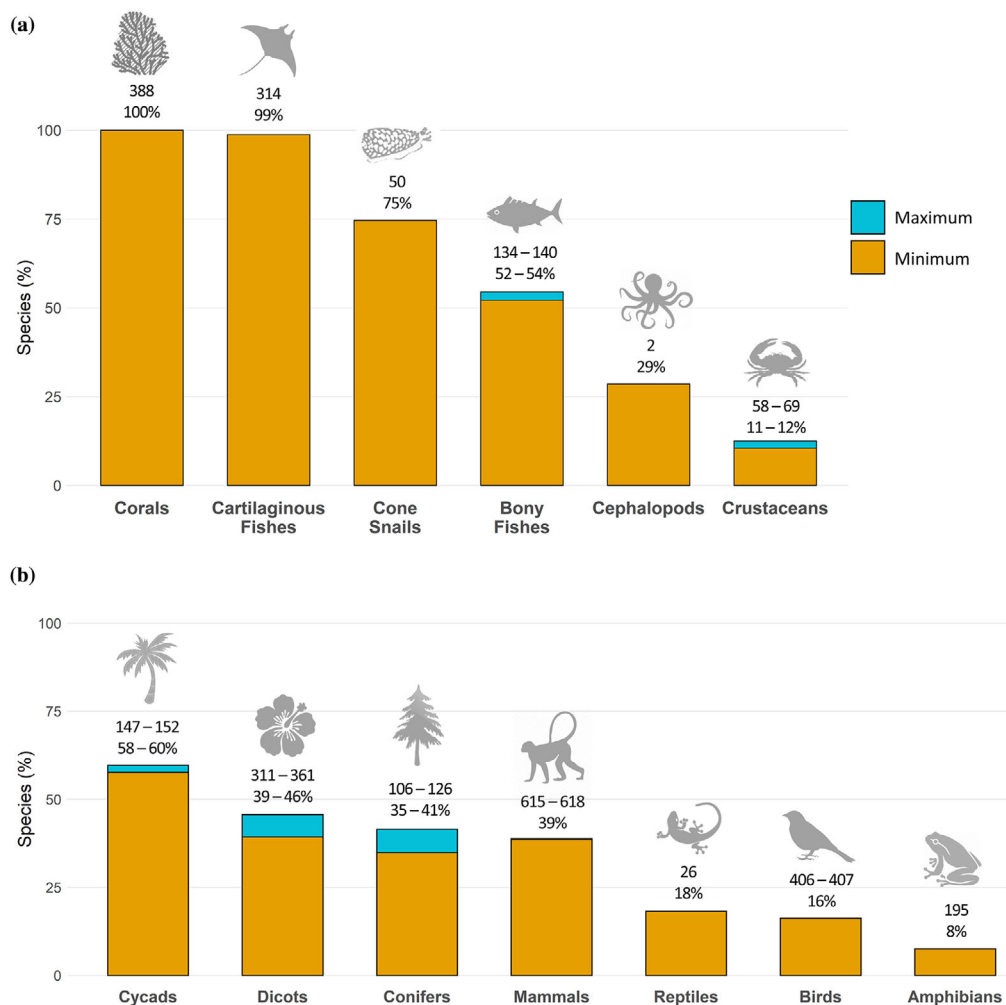 (a)
388
100%
314
99%
50
75%
134–140
52–54%
2
29%
58–69
11–12%
Maximum
Minimum
Species (%)
100
75
50
25
0
Corals
Cartilaginous
Fishes
Cone
Snails
Bony
Fishes
Cephalopods
Crustaceans
(b)
147–152
58–60%
311–361
39–46%
106–126
35–41%
615–618
39%
26
18%
406–407
16%
195
8%
Species (%)
100
75
50
25
0
Cycads
Dicots
Conifers
Mammals
Reptiles
Birds
Amphibians